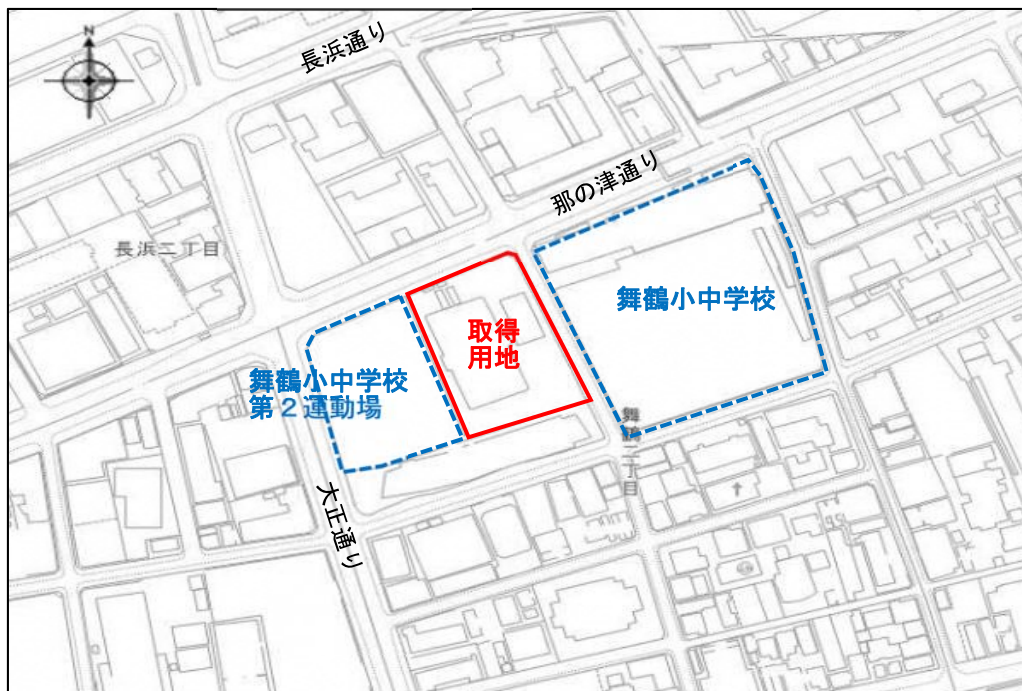 長浜通り
N
那の津通り
長浜二丁目
舞鶴小中学校
取得
用地
舞鶴小中学校
第２運動場
舞鶴二丁目
大正通り